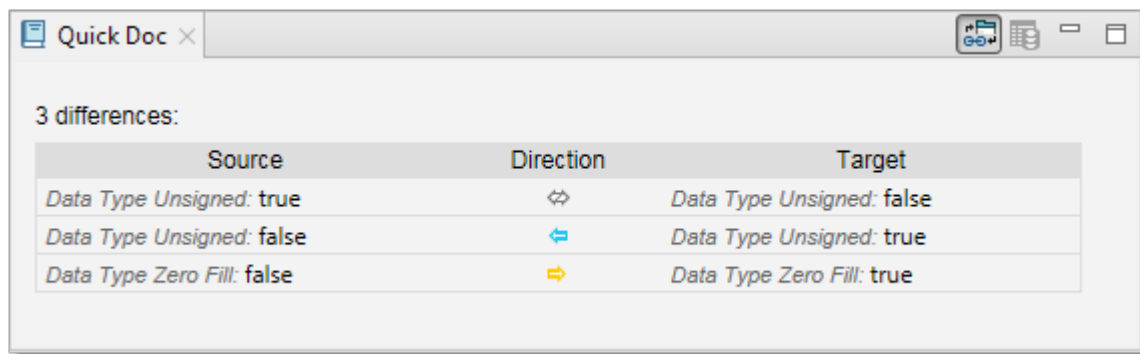 Quick Doc
3 differences:
Source Direction Target
Data Type Unsigned: true Data Type Unsigned: false
Data Type Unsigned: false Data Type Unsigned: true
Data Type Zero Fill: false Data Type Zero Fill: true